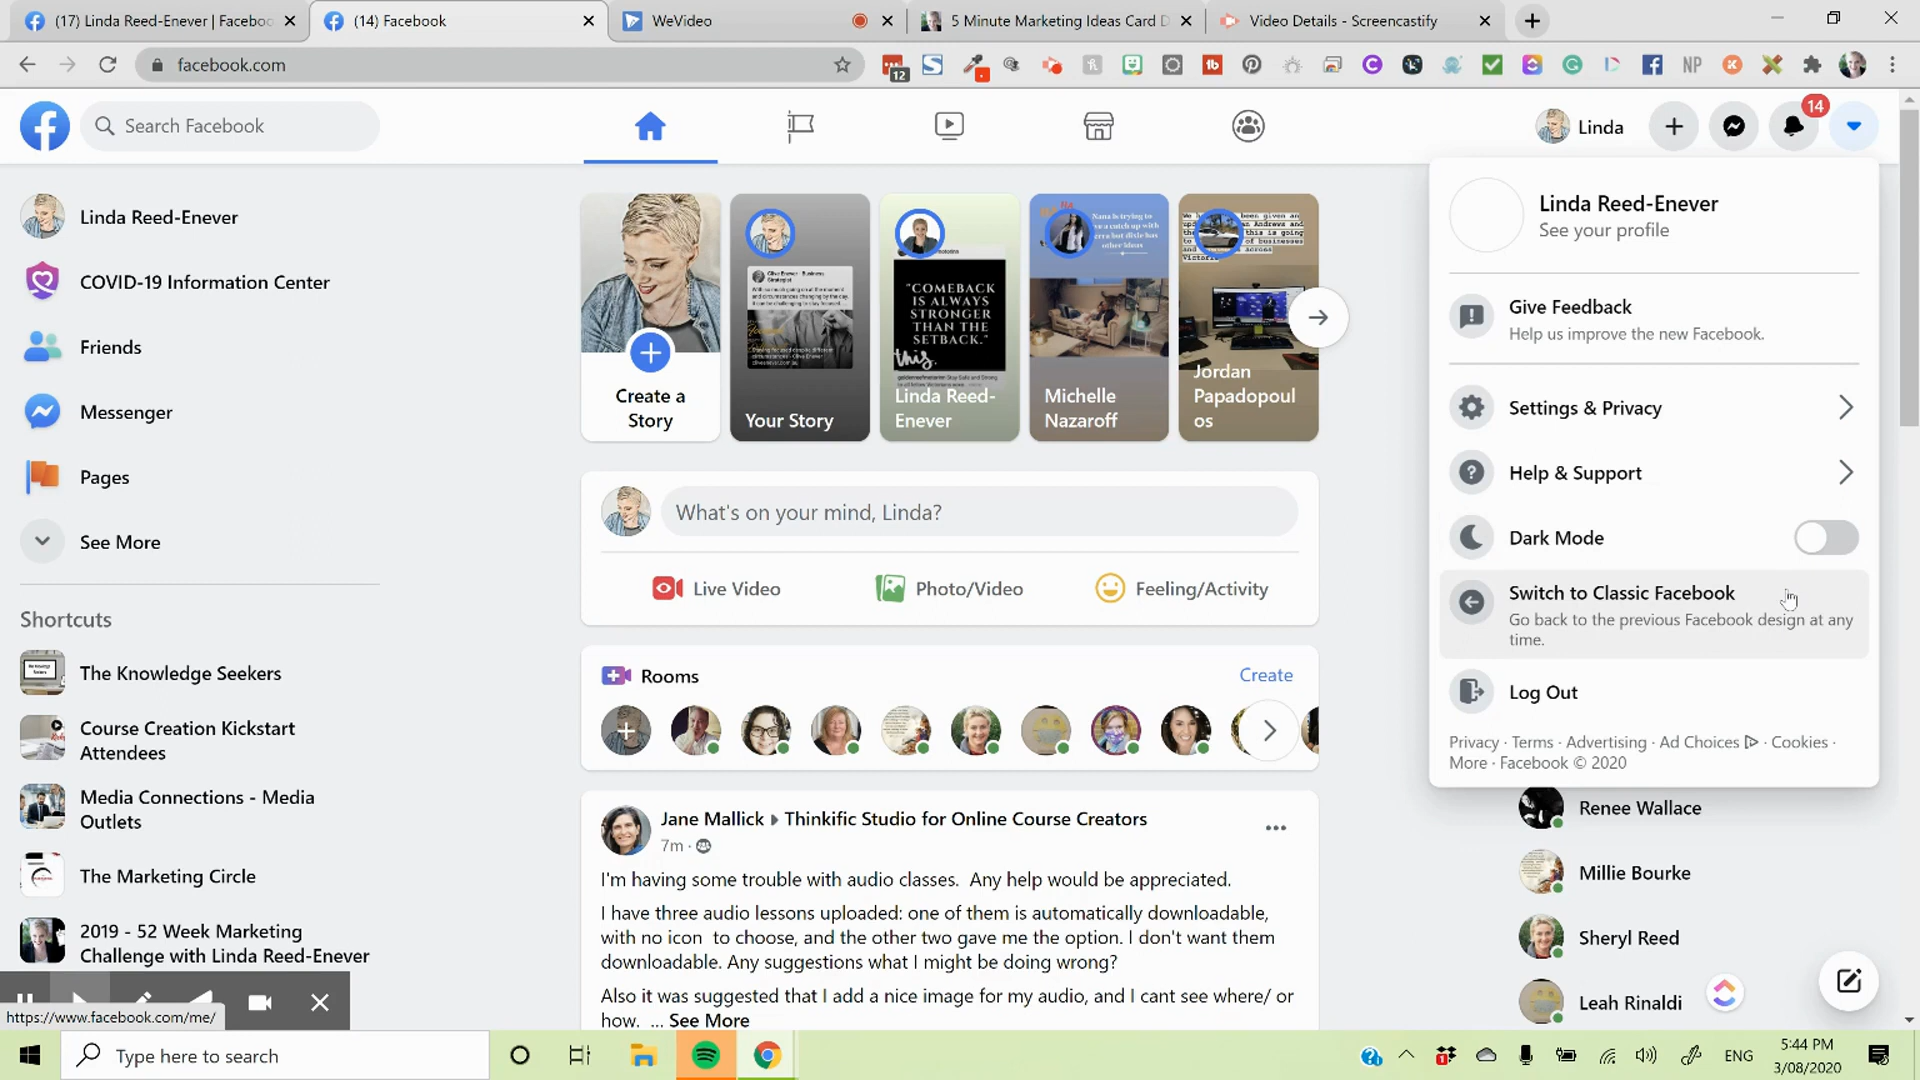 (17) Linda Reed-Enever | Faceboo
(14) Facebook
WeVideo
5 Minute Marketing Ideas Card D
Video Details - Screencastify
facebook.com
12
NP
Search Facebook
Linda
14
Linda Reed-Enever
COVID-19 Information Center
Friends
Messenger
Pages
See More
Shortcuts
The Knowledge Seekers
Course Creation Kickstart
Attendees
Media Connections - Media
Outlets
The Marketing Circle
2019 - 52 Week Marketing
Challenge with Linda Reed-Enever
https://www.facebook.com/me/
Create a
Story
Your Story
"COMEBACK
IS ALWAYS
STRONGER
THAN THE
SETBACK."
this.
Linda Reed-
Enever
Nana is trying to
Michelle
Nazaroff
Jordan
Papadopoul
os
What's on your mind, Linda?
Live Video
Photo/Video
Feeling/Activity
Rooms
Create
Jane Mallick Thinkific Studio for Online Course Creators
7m ·
I'm having some trouble with audio classes. Any help would be appreciated.
I have three audio lessons uploaded: one of them is automatically downloadable,
with no icon to choose, and the other two gave me the option. I don't want them
downloadable. Any suggestions what I might be doing wrong?
Also it was suggested that I add a nice image for my audio, and I cant see where/ or
how. ... See More
Linda Reed-Enever
See your profile
Give Feedback
Help us improve the new Facebook.
Settings & Privacy
Help & Support
Dark Mode
Switch to Classic Facebook
Go back to the previous Facebook design at any
time.
Log Out
Privacy · Terms · Advertising · Ad Choices · Cookies ·
More · Facebook © 2020
Renee Wallace
Millie Bourke
Sheryl Reed
Leah Rinaldi
Type here to search
ENG
5:44 PM
3/08/2020